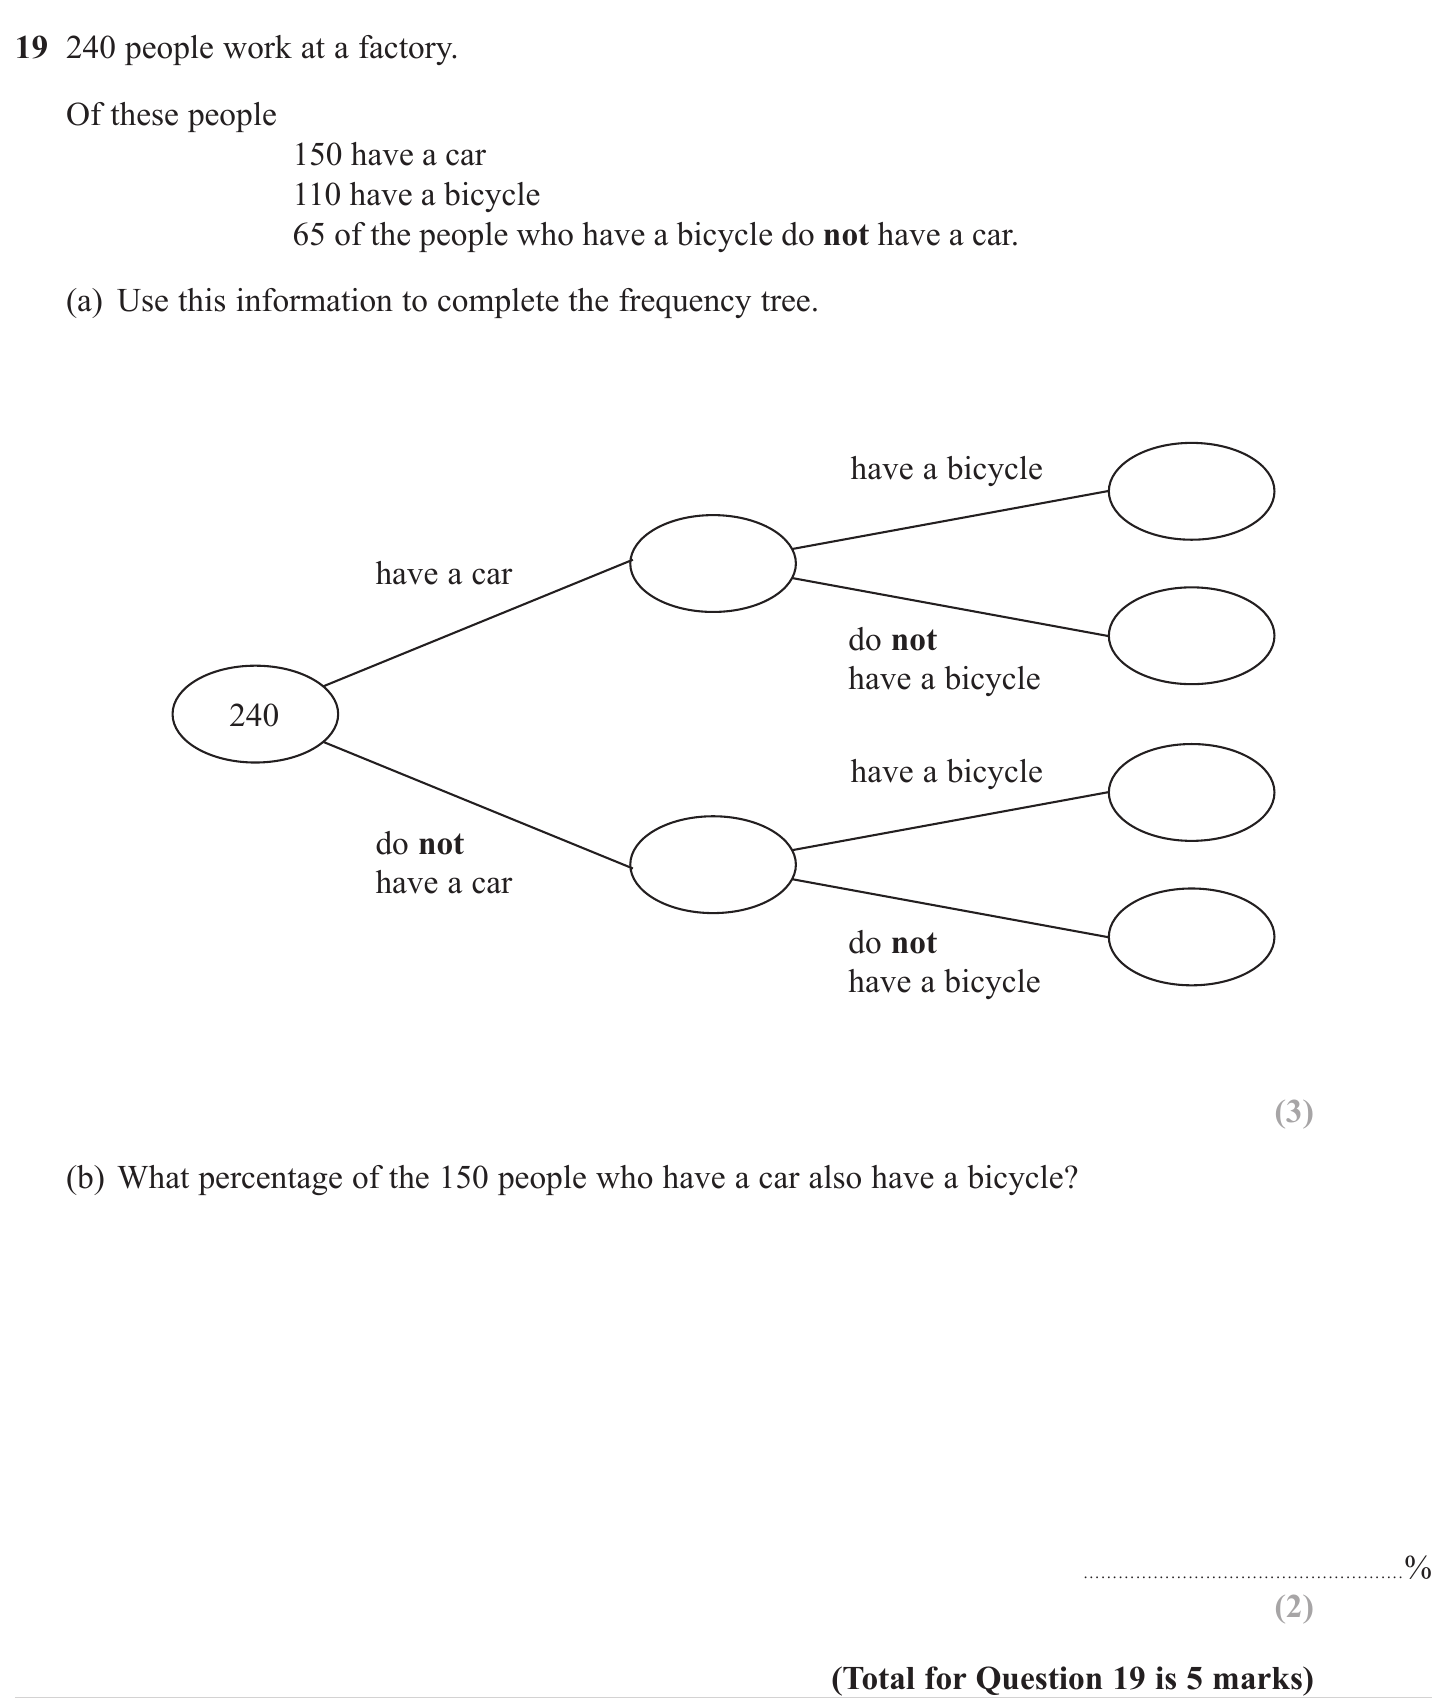 19 240 people work at a factory.
Of these people
150 have a car
110 have a bicycle
65 of the people who have a bicycle do not have a car.
(a) Use this information to complete the frequency tree.
have a bicycle
have a car
do not
have a bicycle
240
have a bicycle
do not
have a car
do not
have a bicycle
(3)
(b) What percentage of the 150 people who have a car also have a bicycle?
......................................................%
(2)
(Total for Question 19 is 5 marks)